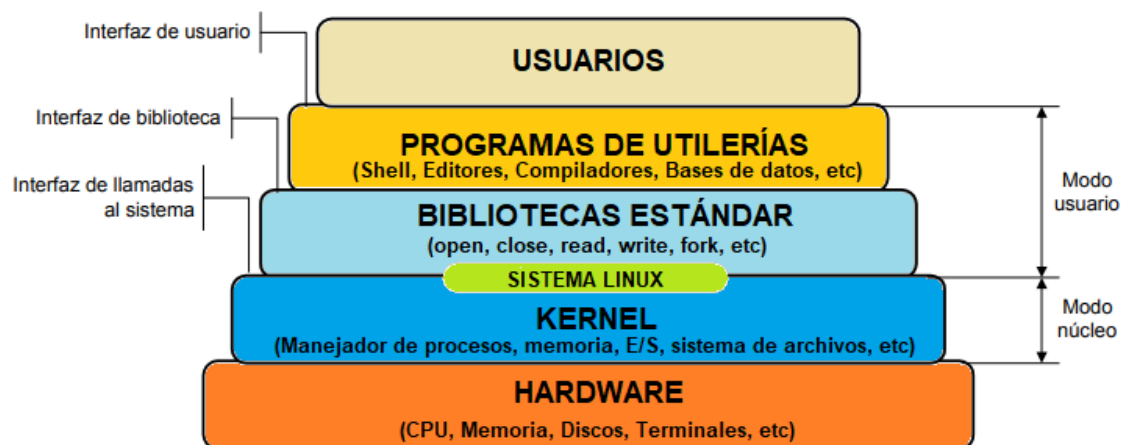 Interfaz de usuario
USUARIOS
Interfaz de biblioteca
PROGRAMAS DE UTILERÍAS
(Shell, Editores, Compiladores, Bases de datos, etc)
Interfaz de llamadas
al sistema
Modo
usuario
BIBLIOTECAS ESTÁNDAR
(open, close, read, write, fork, etc)
SISTEMA LINUX
KERNEL
(Manejador de procesos, memoria, E/S, sistema de archivos, etc)
Modo
núcleo
HARDWARE
(CPU, Memoria, Discos, Terminales, etc)